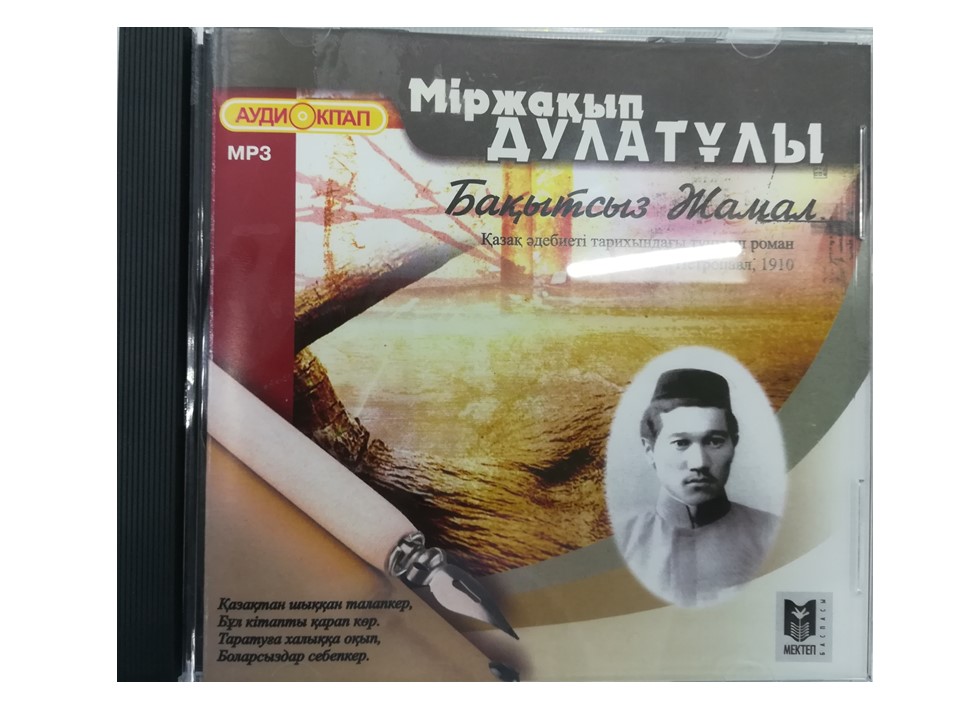 АУДИОКІТАП
MP3
Міржақып
ДУЛАТҰЛЫ
Бақытсыз Жамал
Қазақ әдебиеті тарихындағы роман
1910
Қазақтан шыққан талапкер,
Бұл кітапты қарап көр.
Таратуға халыққа оқып,
Боларсыздар себепкер.
МЕКТЕП
БАСПАСЫ